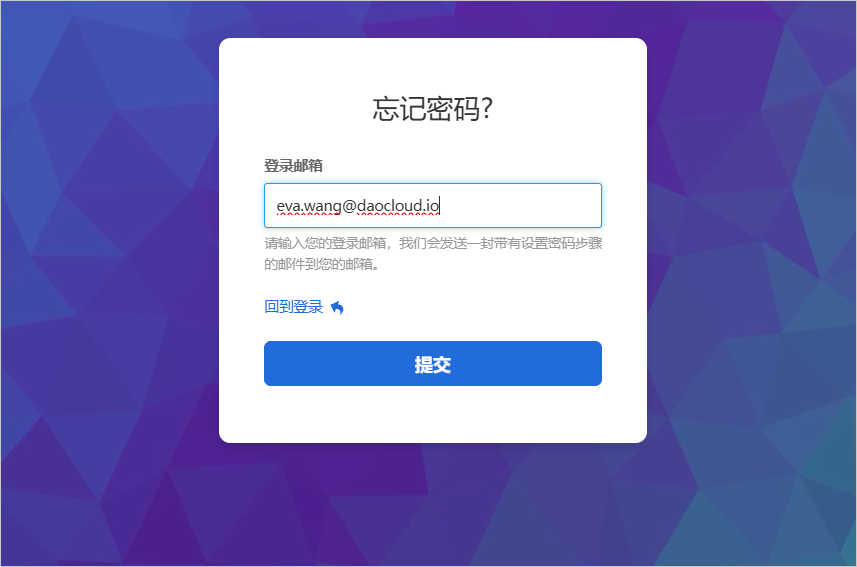 忘记密码?
登录邮箱
eva.wang@daocloud.io
请输入您的登录邮箱，我们会发送一封带有设置密码步骤
的邮件到您的邮箱。
回到登录
提交